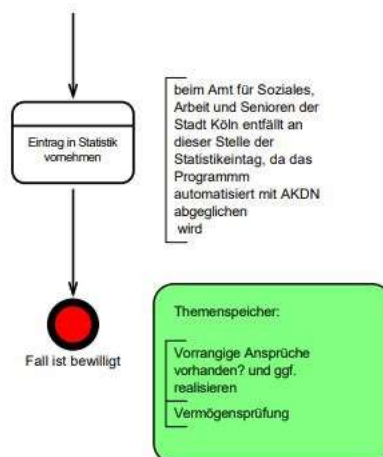 Eintrag in Statistik
vornehmen
beim Amt für Soziales,
Arbeit und Senioren der
Stadt Köln entfällt an
dieser Stelle der
Statistikeintag, da das
Programmm
automatisiert mit AKDN
abgeglichen
wird
Fall ist bewilligt
Themenspeicher:
Vorrangige Ansprüche
vorhanden? und ggf.
realisieren
Vermögensprüfung